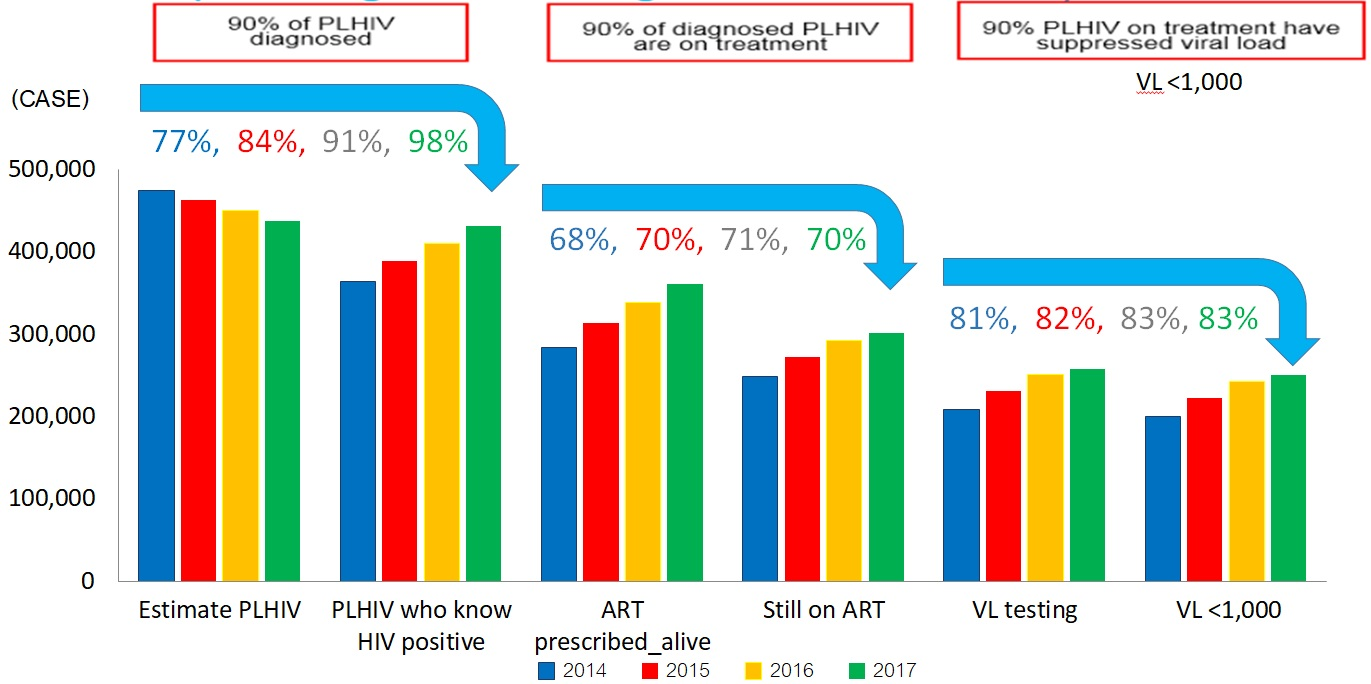 90% of PLHIV
diagnosed
90% of diagnosed PLHIV
are on treatment
90% PLHIV on treatment have
suppressed viral load
VL <1,000
(CASE)
77%, 84%, 91%, 98%
68%, 70%, 71%, 70%
81%, 82%, 83%, 83%
500,000
400,000
300,000
200,000
100,000
0
Estimate PLHIV
PLHIV who know
HIV positive
ART
prescribed_alive
Still on ART
VL testing
VL <1,000
2014 2015 2016 2017